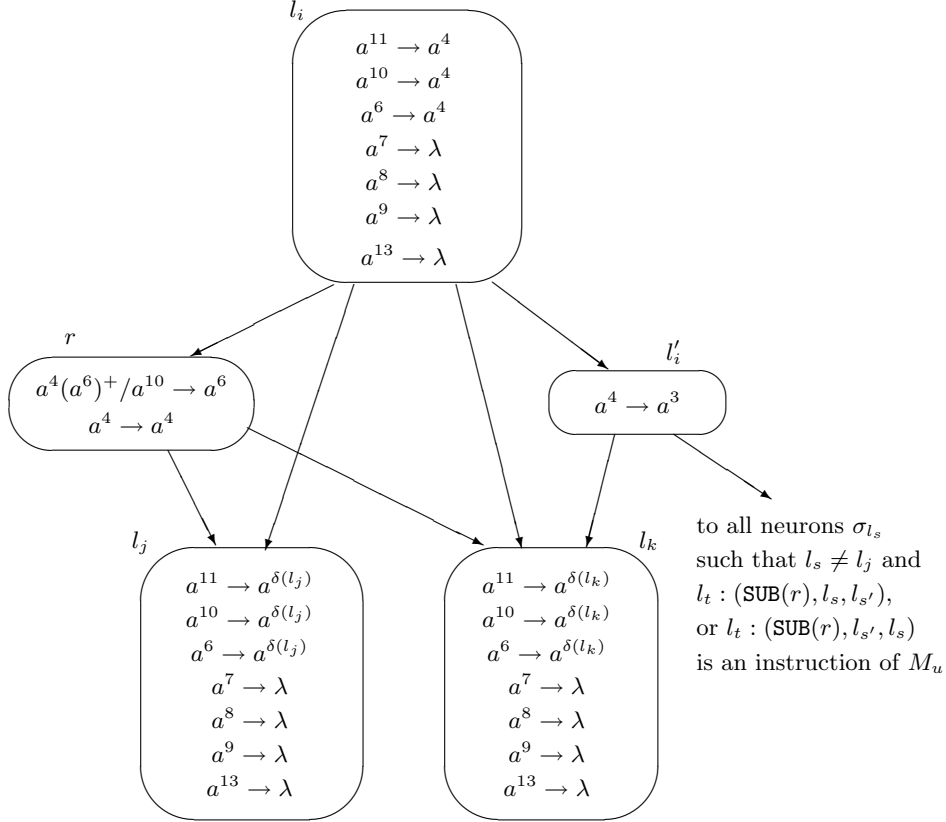 l_i
a^{11} → a^4
a^{10} → a^4
a^6 → a^4
a^7 → λ
a^8 → λ
a^9 → λ
a^{13} → λ
r
a^4(a^6)^+/a^{10} → a^6
a^4 → a^4
l'_i
a^4 → a^3
l_j
a^{11} → a^{δ(l_j)}
a^{10} → a^{δ(l_j)}
a^6 → a^{δ(l_j)}
a^7 → λ
a^8 → λ
a^9 → λ
a^{13} → λ
l_k
a^{11} → a^{δ(l_k)}
a^{10} → a^{δ(l_k)}
a^6 → a^{δ(l_k)}
a^7 → λ
a^8 → λ
a^9 → λ
a^{13} → λ
to all neurons σ_{l_s}
such that l_s ≠ l_j and
l_t : (SUB(r), l_s, l_{s'}),
or l_t : (SUB(r), l_{s'}, l_s)
is an instruction of M_u